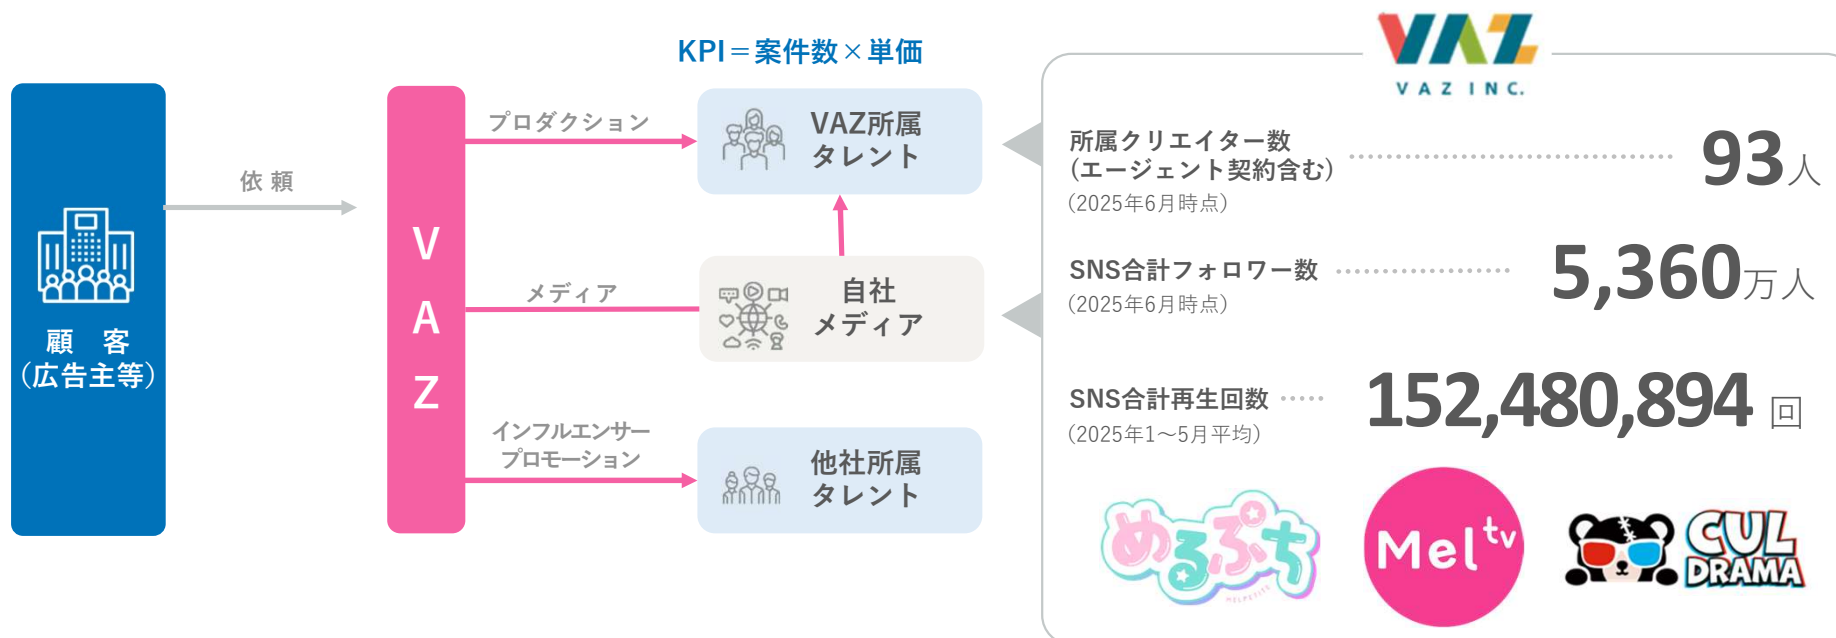 KPI＝案件数×単価
顧　客
（広告主等）
依 頼
V
A
Z
プロダクション
メディア
インフルエンサー
プロモーション
VAZ所属
タレント
自社
メディア
他社所属
タレント
VAZ
VAZ INC.
所属クリエイター数
(エージェント契約含む)
(2025年6月時点)
93人
SNS合計フォロワー数
(2025年6月時点)
5,360万人
SNS合計再生回数
(2025年1～5月平均)
152,480,894 回
めるぷち
MELPETITE
Mel tv
CUL
DRAMA